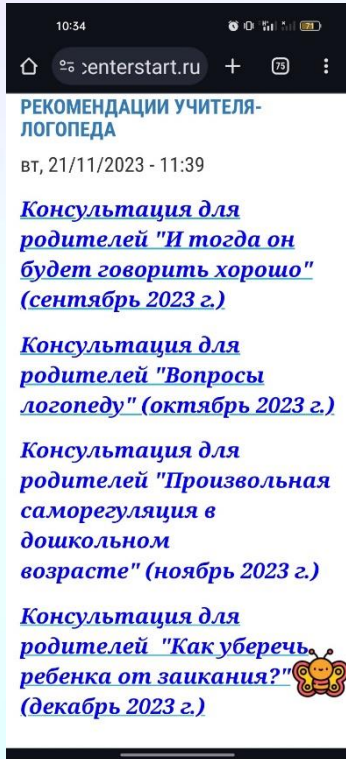 10:34
71
centerstart.ru
75
РЕКОМЕНДАЦИИ УЧИТЕЛЯ-
ЛОГОПЕДА
вт, 21/11/2023 - 11:39
Консультация для
родителей "И тогда он
будет говорить хорошо"
(сентябрь 2023 г.)
Консультация для
родителей "Вопросы
логопеду" (октябрь 2023 г.)
Консультация для
родителей "Произвольная
саморегуляция в
дошкольном
возрасте" (ноябрь 2023 г.)
Консультация для
родителей "Как уберечь
ребенка от заикания?"
(декабрь 2023 г.)